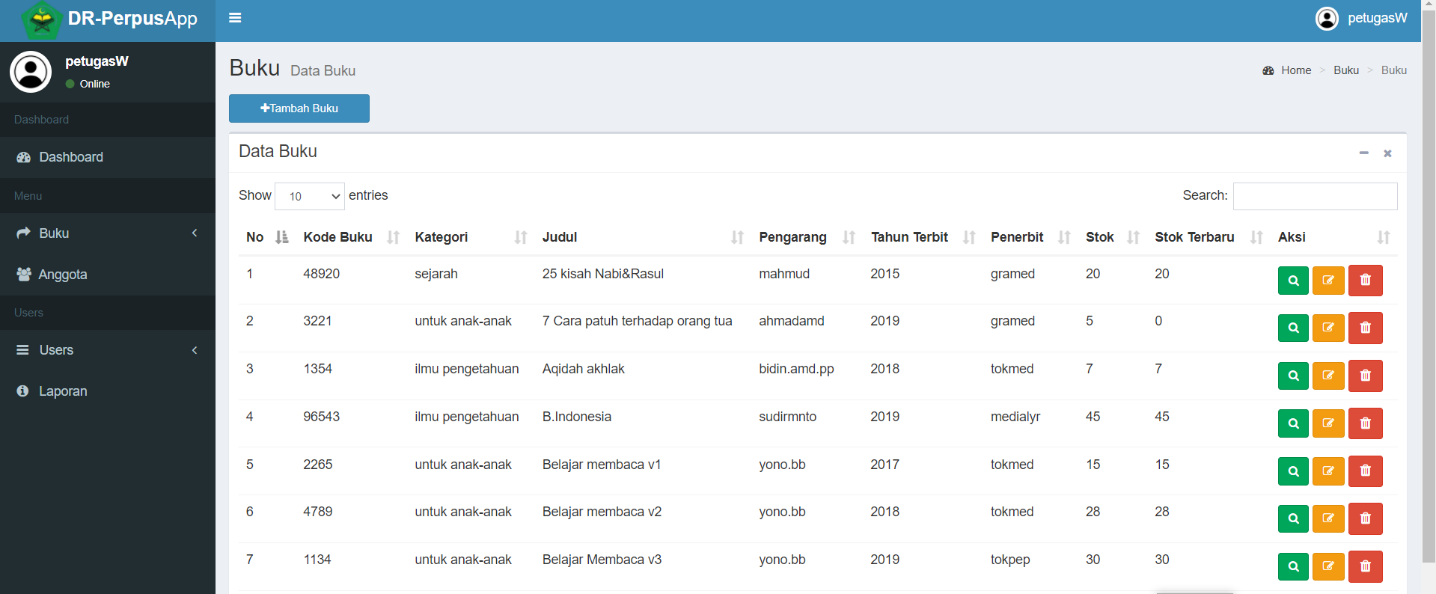 DR-PerpusApp
petugasW
petugasW
Online
Dashboard
Dashboard
Menu
Buku
Anggota
Users
Users
Laporan
Buku Data Buku
Home > Buku > Buku
Tambah Buku
Data Buku
Show 10 entries
Search:
No Kode Buku Kategori Judul Pengarang Tahun Terbit Penerbit Stok Stok Terbaru Aksi
1 48920 sejarah 25 kisah Nabi&Rasul mahmud 2015 gramed 20 20
2 3221 untuk anak-anak 7 Cara patuh terhadap orang tua ahmadamd 2019 gramed 5 0
3 1354 ilmu pengetahuan Aqidah akhlak bidin.amd.pp 2018 tokmed 7 7
4 96543 ilmu pengetahuan B.Indonesia sudirmnto 2019 medialyr 45 45
5 2265 untuk anak-anak Belajar membaca v1 yono.bb 2017 tokmed 15 15
6 4789 untuk anak-anak Belajar membaca v2 yono.bb 2018 tokmed 28 28
7 1134 untuk anak-anak Belajar Membaca v3 yono.bb 2019 tokpep 30 30